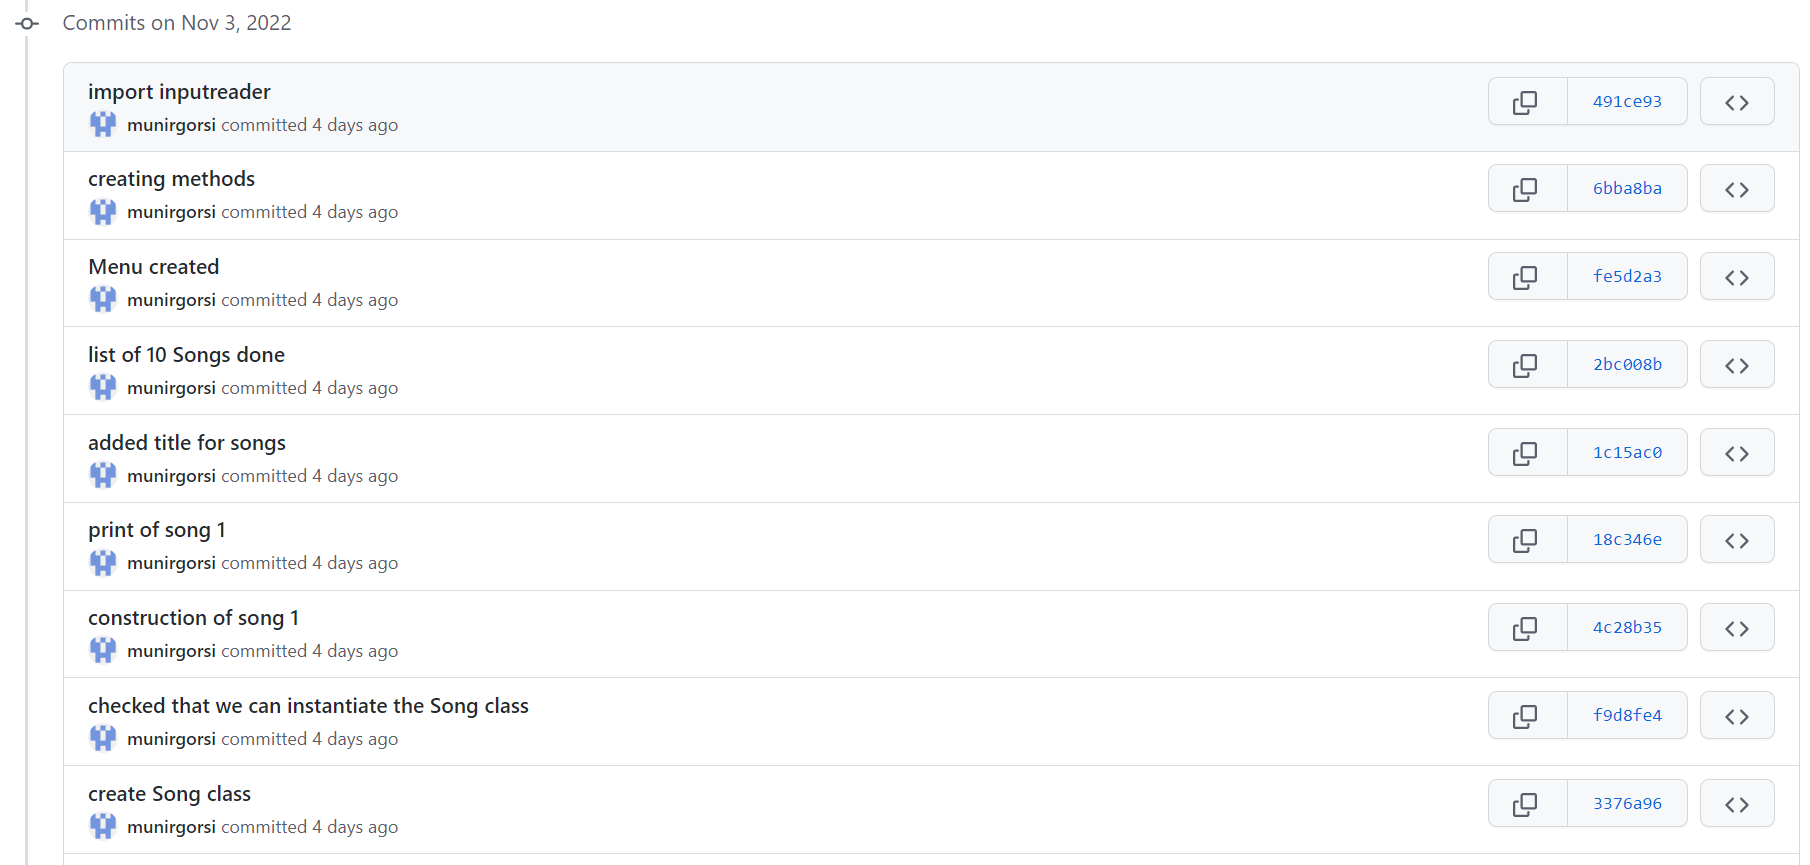 Commits on Nov 3, 2022
import inputreader
491ce93
munirgorsi committed 4 days ago
creating methods
6bba8ba
munirgorsi committed 4 days ago
Menu created
fe5d2a3
munirgorsi committed 4 days ago
list of 10 Songs done
2bc008b
munirgorsi committed 4 days ago
added title for songs
1c15ac0
munirgorsi committed 4 days ago
print of song 1
18c346e
munirgorsi committed 4 days ago
construction of song 1
4c28b35
munirgorsi committed 4 days ago
checked that we can instantiate the Song class
f9d8fe4
munirgorsi committed 4 days ago
create Song class
3376a96
munirgorsi committed 4 days ago